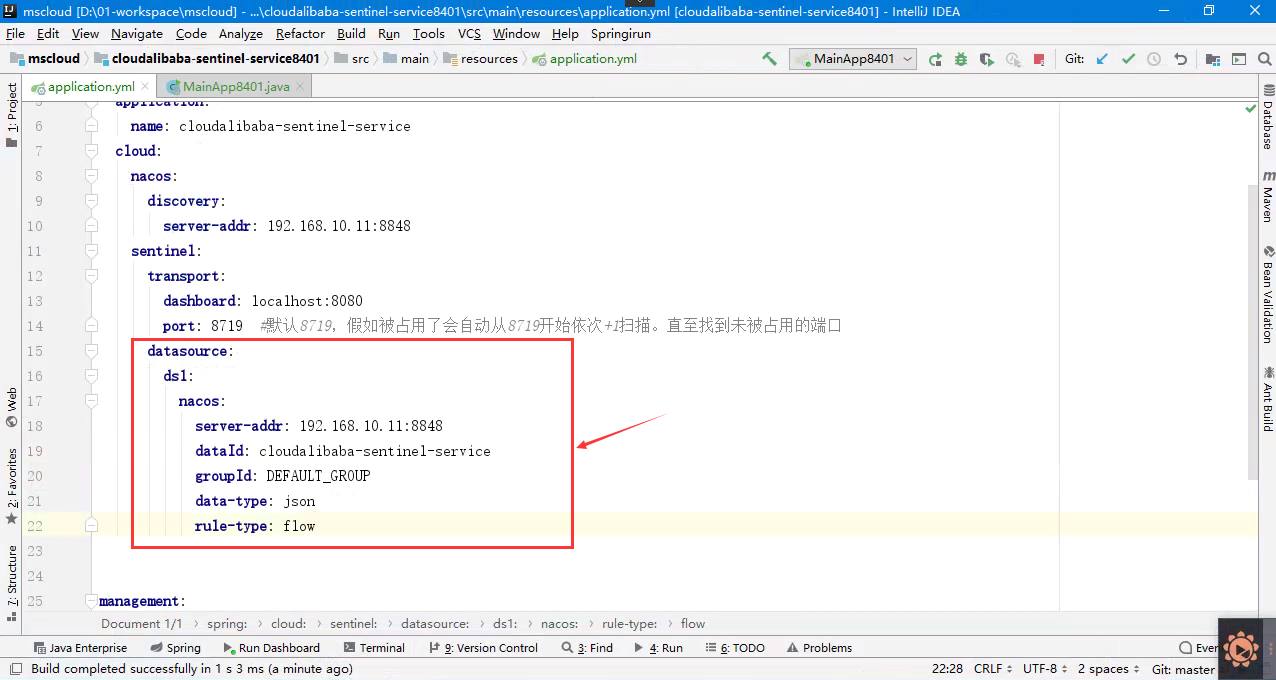 mscloud [D:\01-workspace\mscloud] - ...\cloudalibaba-sentinel-service8401\src\main\resources\application.yml [cloudalibaba-sentinel-service8401] - IntelliJ IDEA
File Edit View Navigate Code Analyze Refactor Build Run Tools VCS Window Help Springirun
mscloud cloudalibaba-sentinel-service8401 src main resources application.yml MainApp8401 Git:
application.yml MainApp8401.java
1: Project
Web
2: Favorites
7: Structure
5 application:
6 name: cloudalibaba-sentinel-service
7 cloud:
8 nacos:
9 discovery:
10 server-addr: 192.168.10.11:8848
11 sentinel:
12 transport:
13 dashboard: localhost:8080
14 port: 8719 #默认8719，假如被占用了会自动从8719开始依次+1扫描。直至找到未被占用的端口
15 datasource:
16 ds1:
17 nacos:
18 server-addr: 192.168.10.11:8848
19 dataId: cloudalibaba-sentinel-service
20 groupId: DEFAULT_GROUP
21 data-type: json
22 rule-type: flow
23
24
25 management:
Database
Maven
Bean Validation
Ant Build
Document 1/1 spring: cloud: sentinel: datasource: ds1: nacos: rule-type: flow
Java Enterprise Spring Run Dashboard Terminal 9: Version Control 3: Find 4: Run 6: TODO Problems
Build completed successfully in 1 s 3 ms (a minute ago) 22:28 CRLF UTF-8 2 spaces Git: master